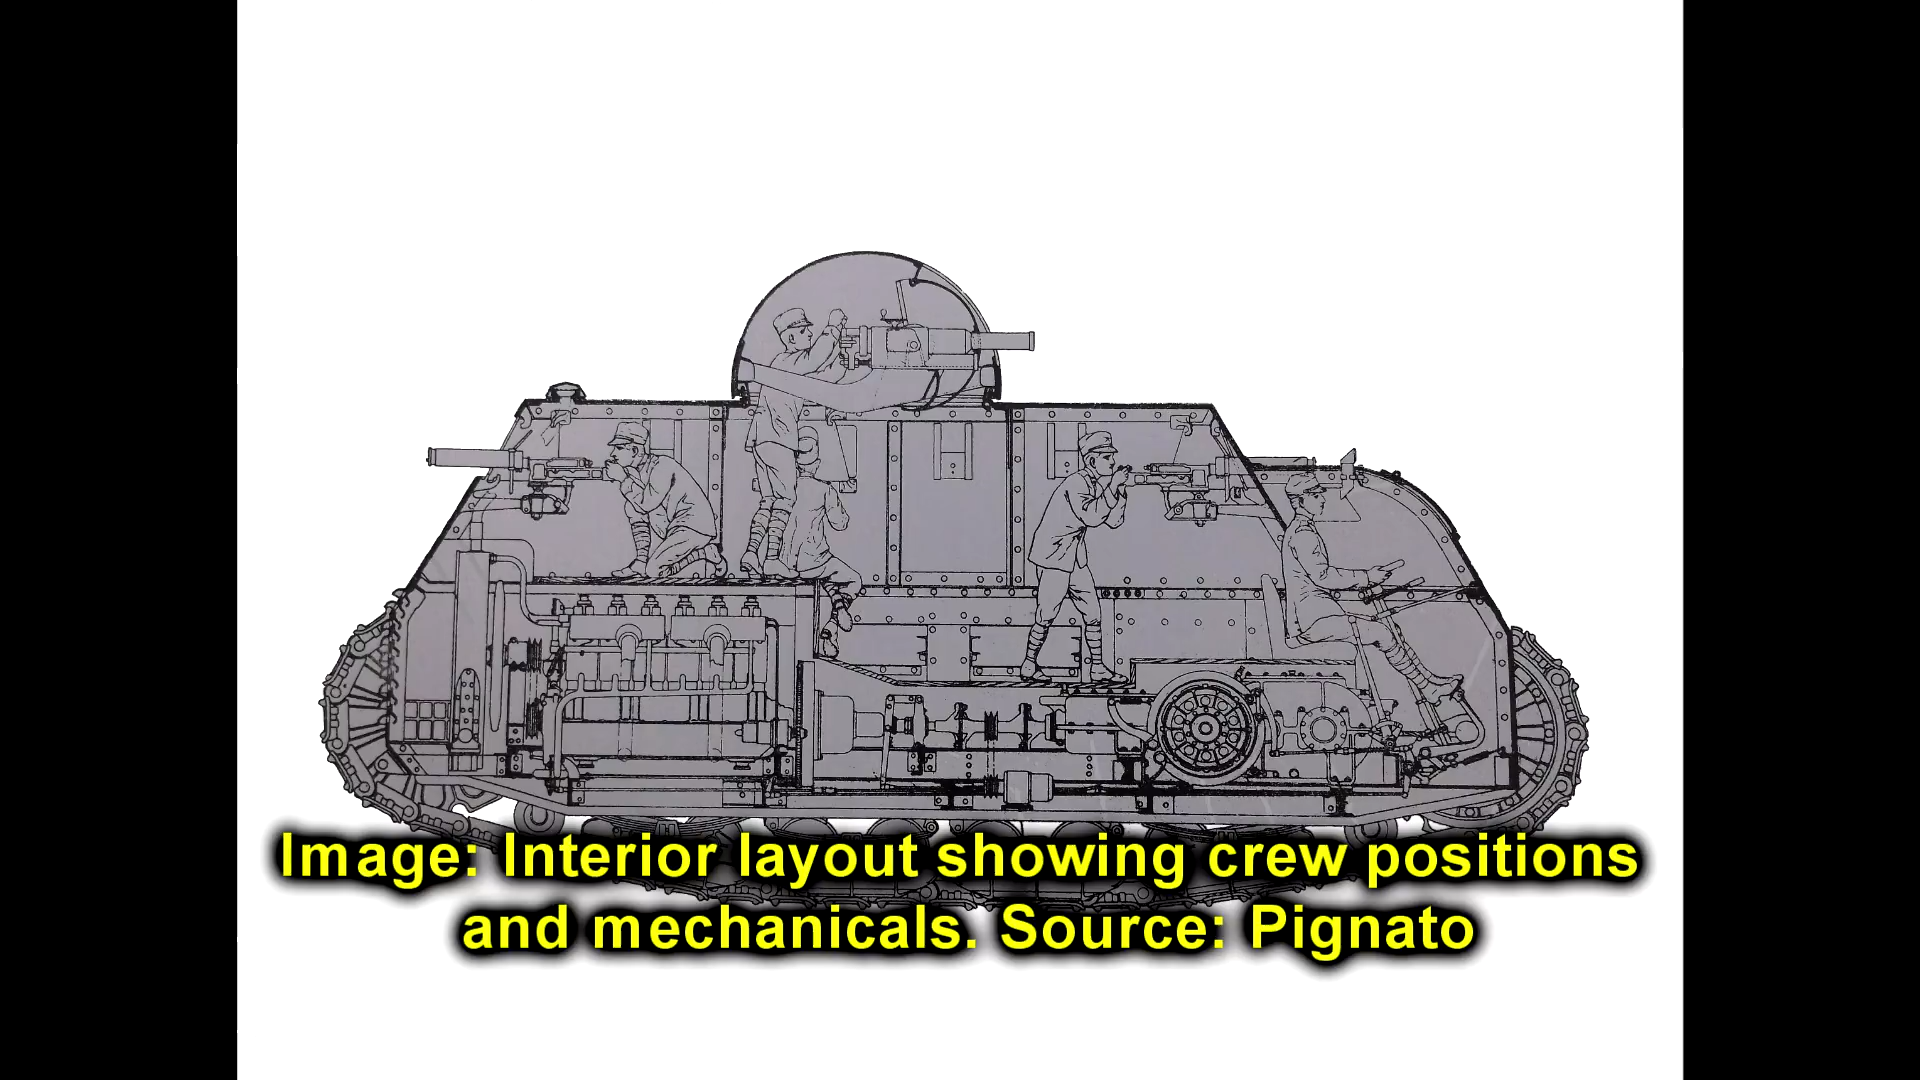 Image: Interior layout showing crew positions
and mechanicals. Source: Pignato